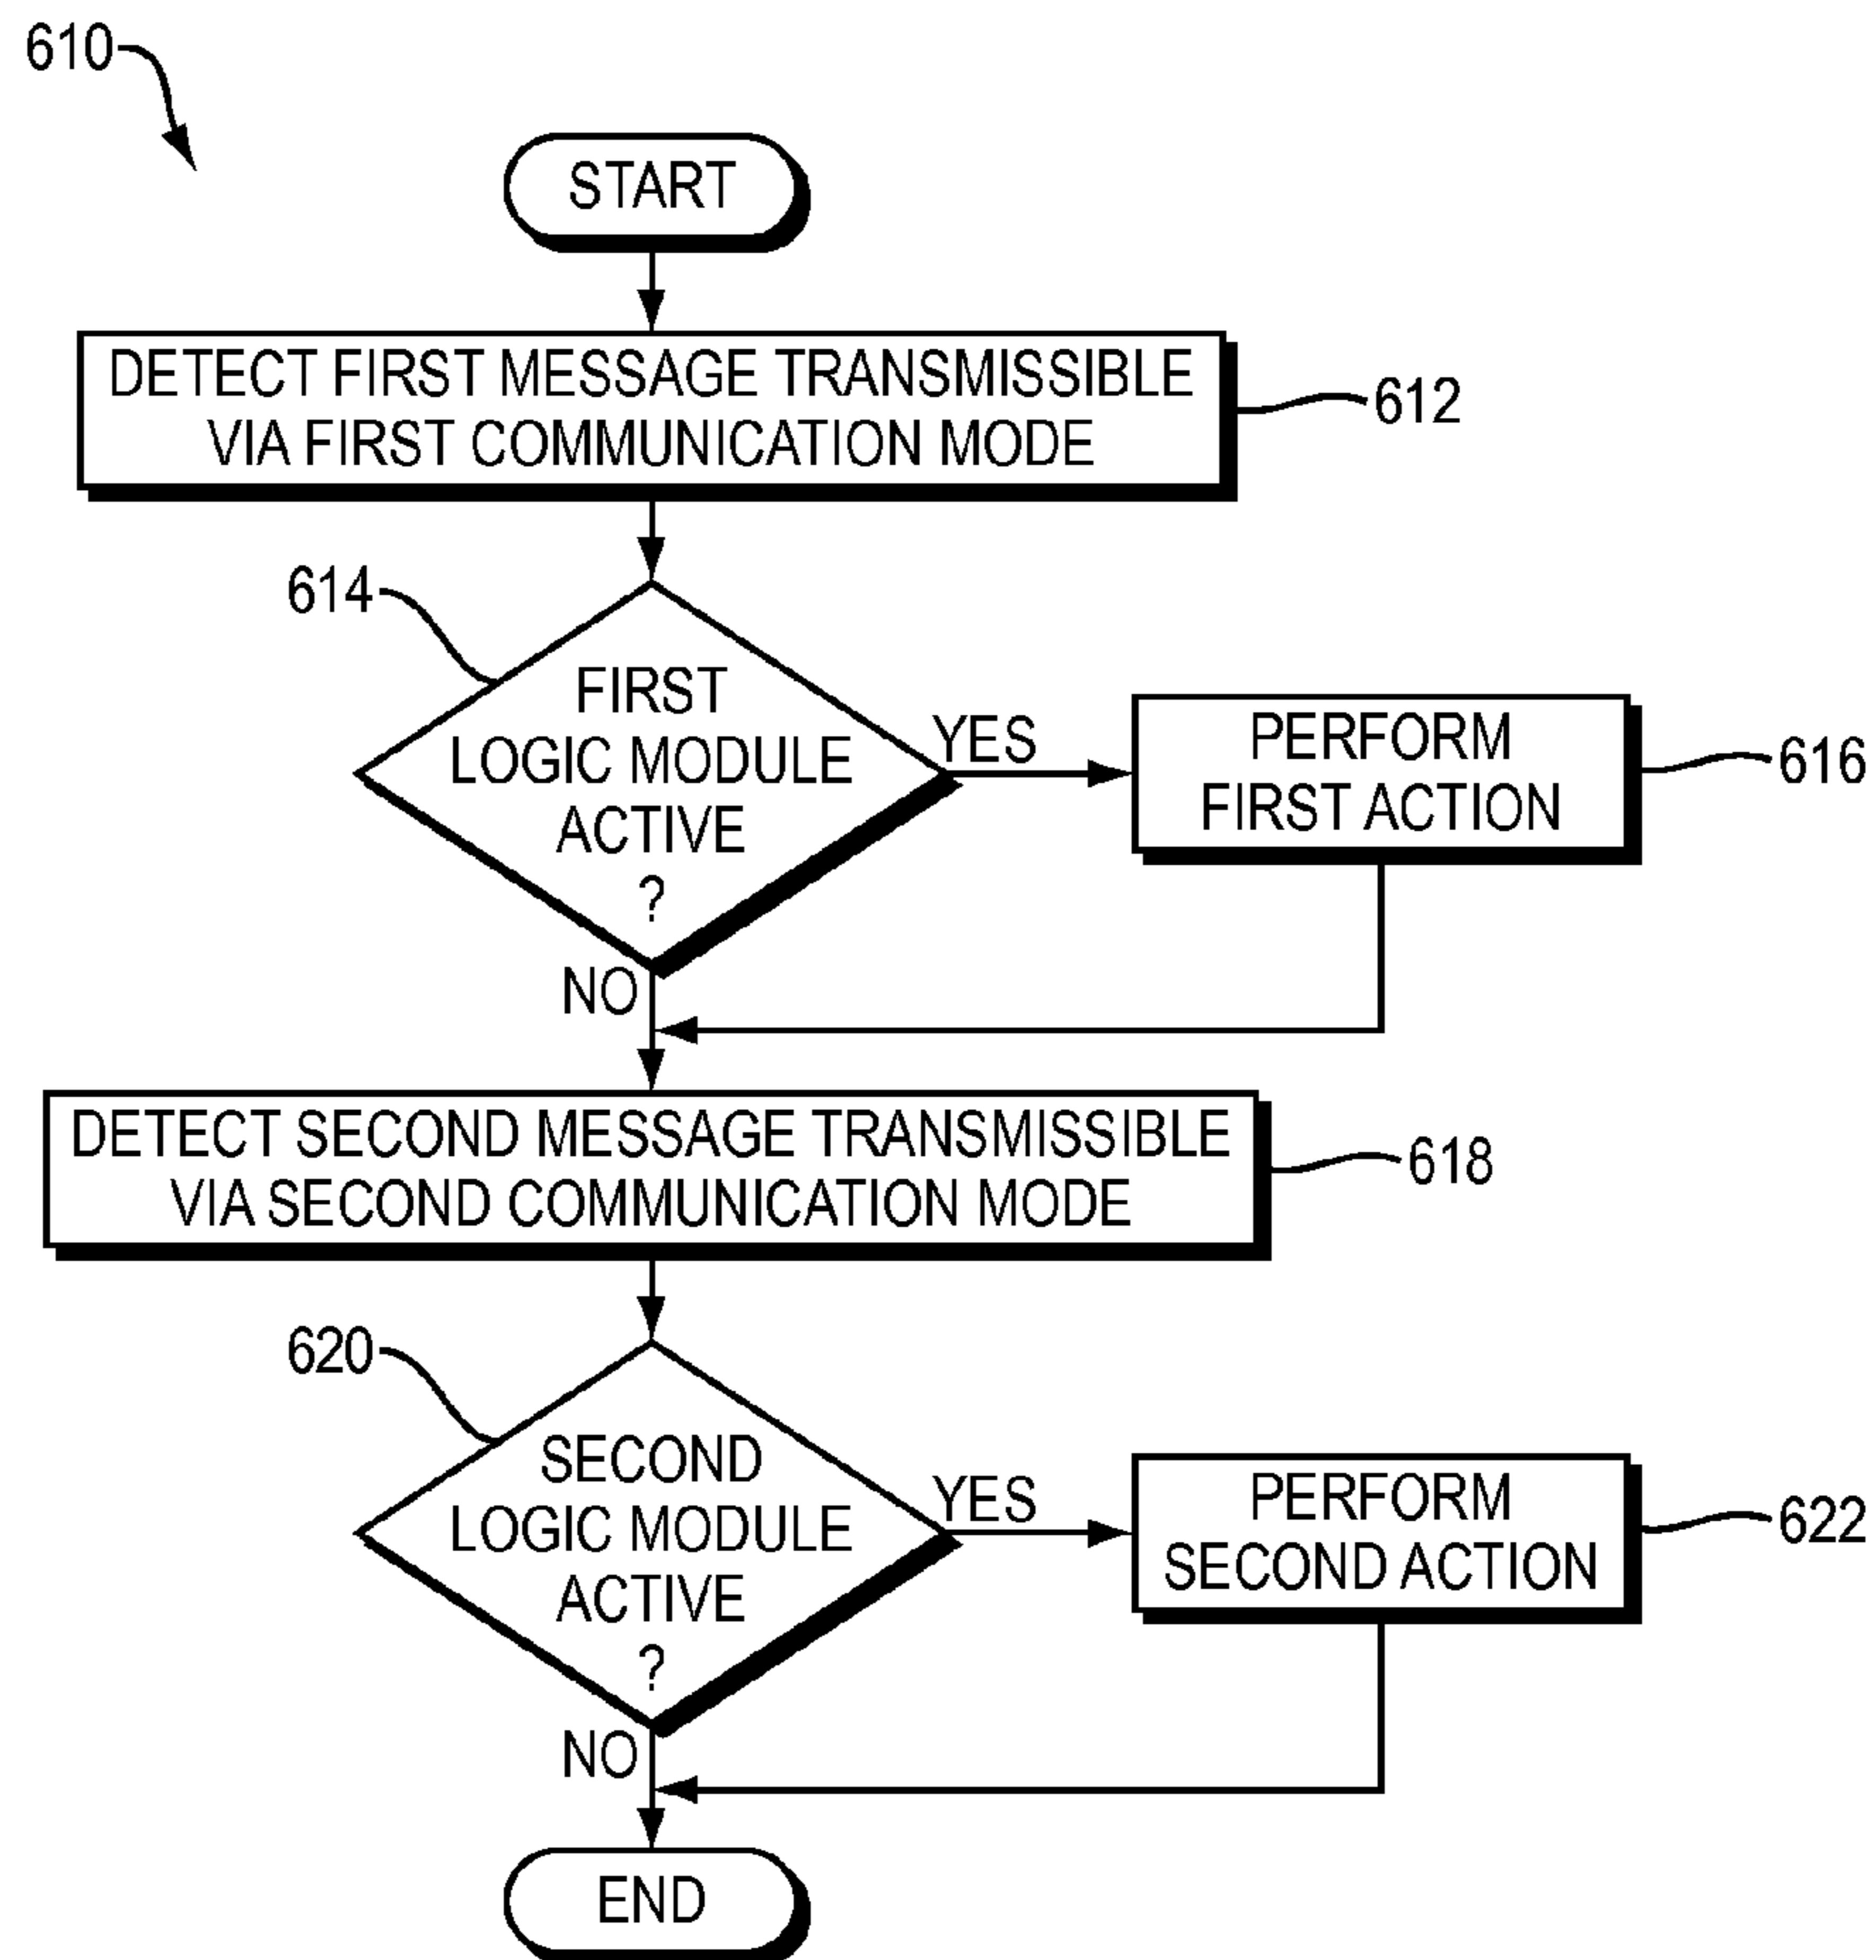 610
START
DETECT FIRST MESSAGE TRANSMISSIBLE
VIA FIRST COMMUNICATION MODE
612
614
FIRST
LOGIC MODULE
ACTIVE
?
YES
PERFORM
FIRST ACTION
616
NO
DETECT SECOND MESSAGE TRANSMISSIBLE
VIA SECOND COMMUNICATION MODE
618
620
SECOND
LOGIC MODULE
ACTIVE
?
YES
PERFORM
SECOND ACTION
622
NO
END